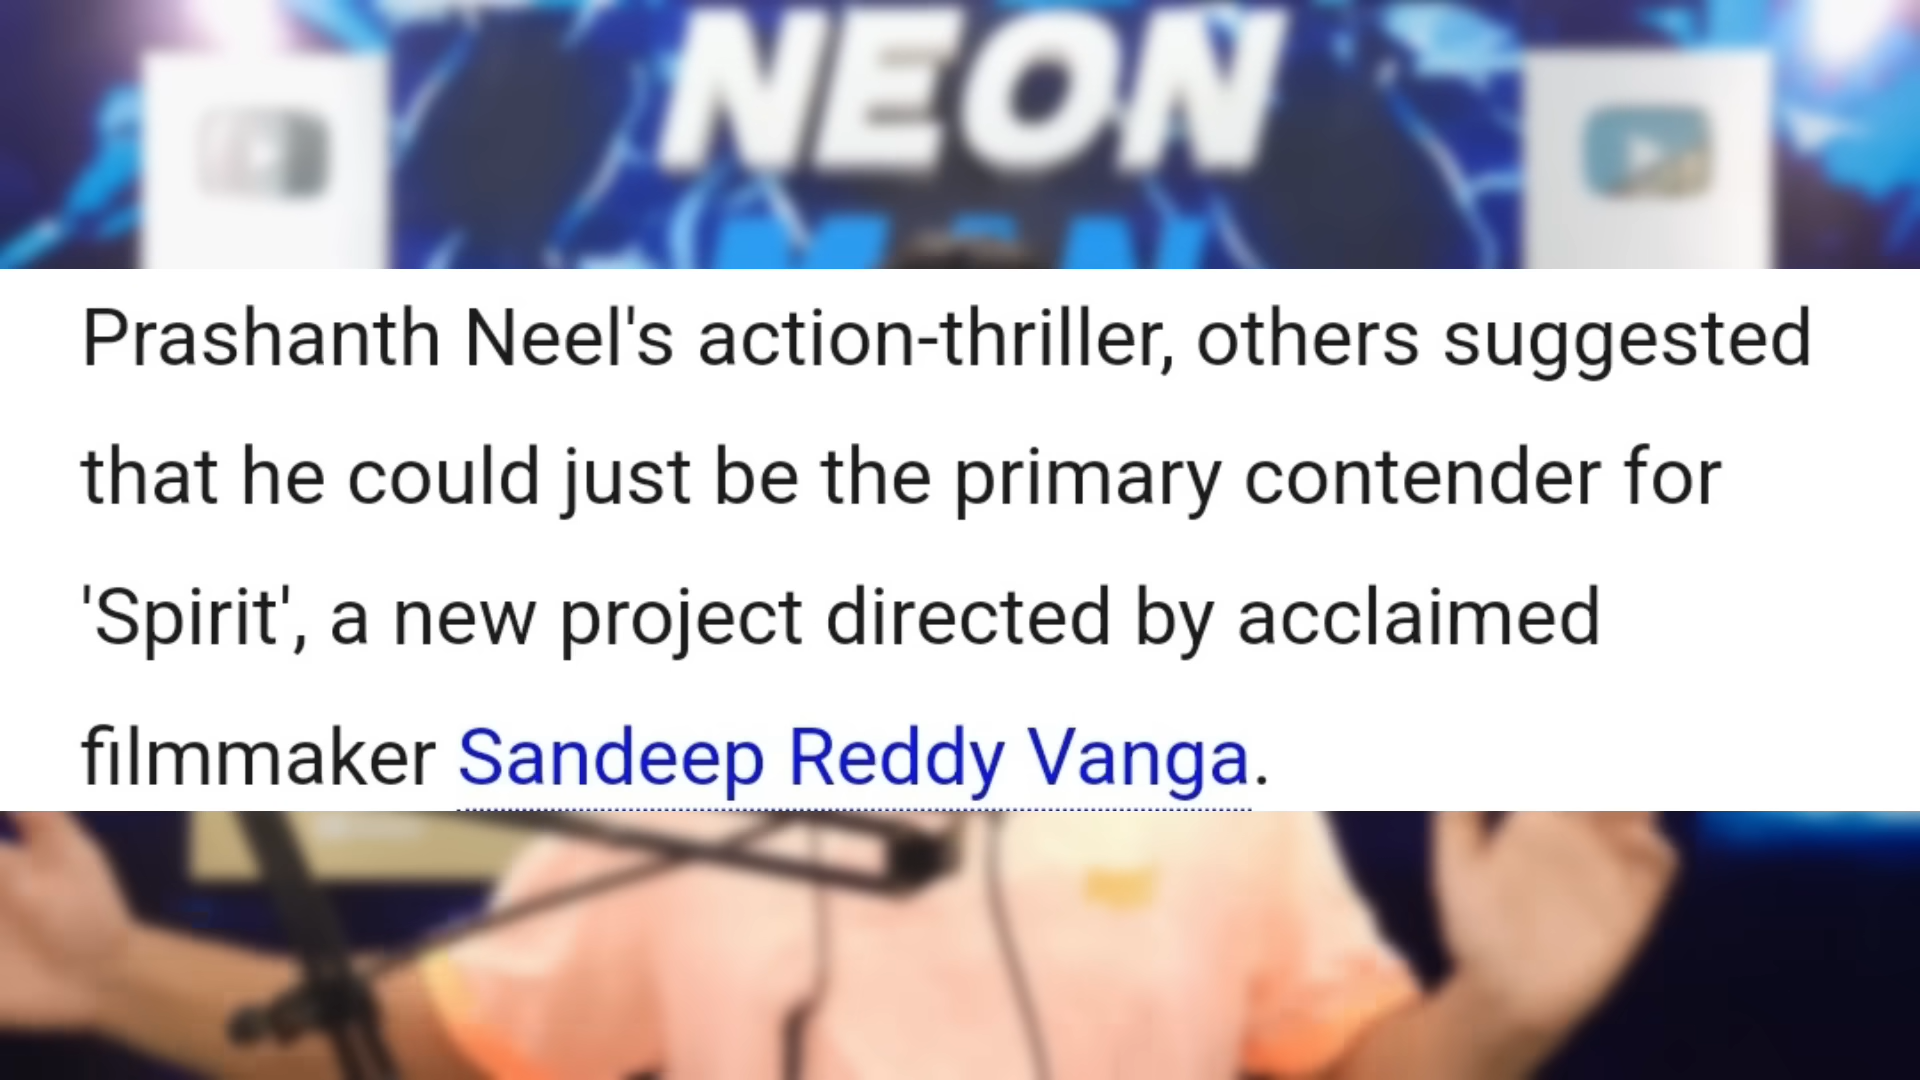 NEON
MAN
Prashanth Neel's action-thriller, others suggested
that he could just be the primary contender for
'Spirit', a new project directed by acclaimed
filmmaker Sandeep Reddy Vanga.